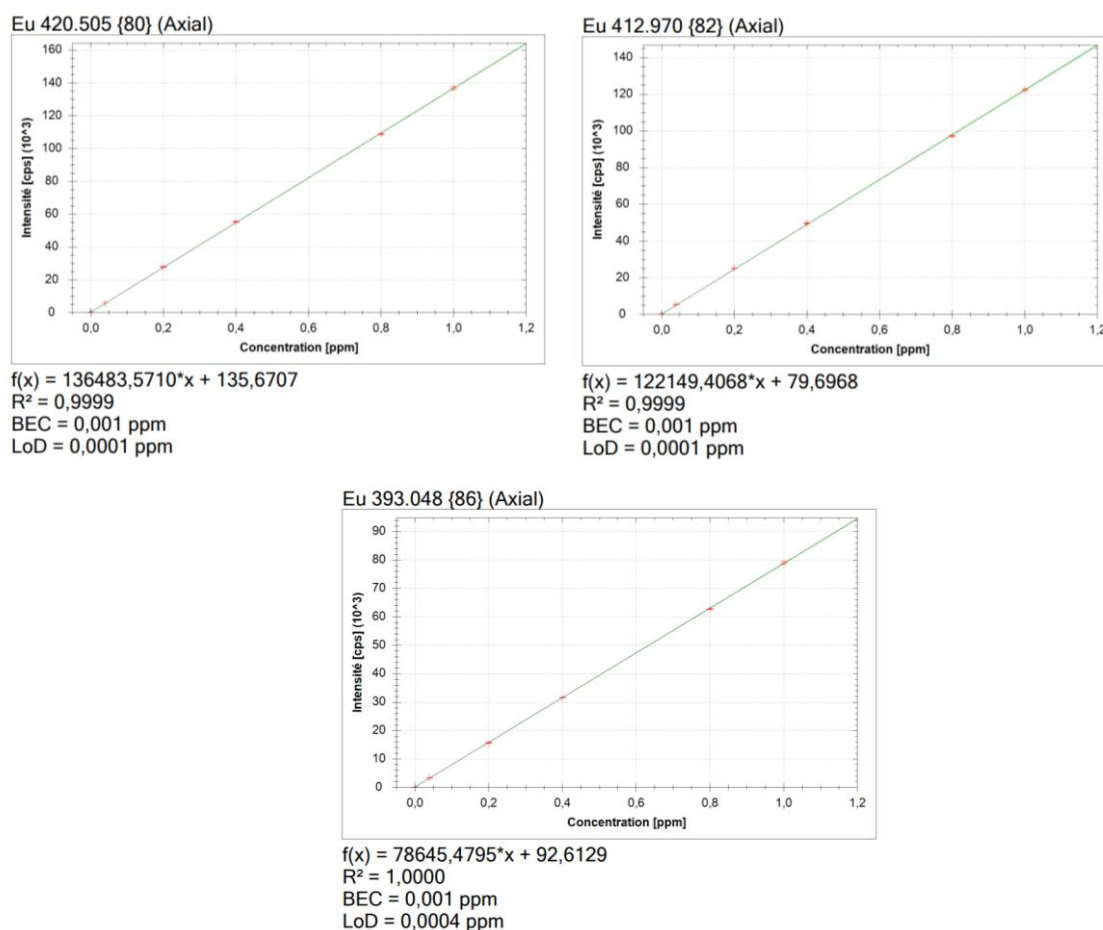 Eu 420.505 {80} (Axial)
160
140
120
100
80
60
40
20
0
Intensité [cps] (10^3)
0,0 0,2 0,4 0,6 0,8 1,0 1,2
Concentration [ppm]
f(x) = 136483,5710*x + 135,6707
R² = 0,9999
BEC = 0,001 ppm
LoD = 0,0001 ppm
Eu 412.970 {82} (Axial)
140
120
100
80
60
40
20
0
Intensité [cps] (10^3)
0,0 0,2 0,4 0,6 0,8 1,0 1,2
Concentration [ppm]
f(x) = 122149,4068*x + 79,6968
R² = 0,9999
BEC = 0,001 ppm
LoD = 0,0001 ppm
Eu 393.048 {86} (Axial)
90
80
70
60
50
40
30
20
10
0
Intensité [cps] (10^3)
0,0 0,2 0,4 0,6 0,8 1,0 1,2
Concentration [ppm]
f(x) = 78645,4795*x + 92,6129
R² = 1,0000
BEC = 0,001 ppm
LoD = 0,0004 ppm